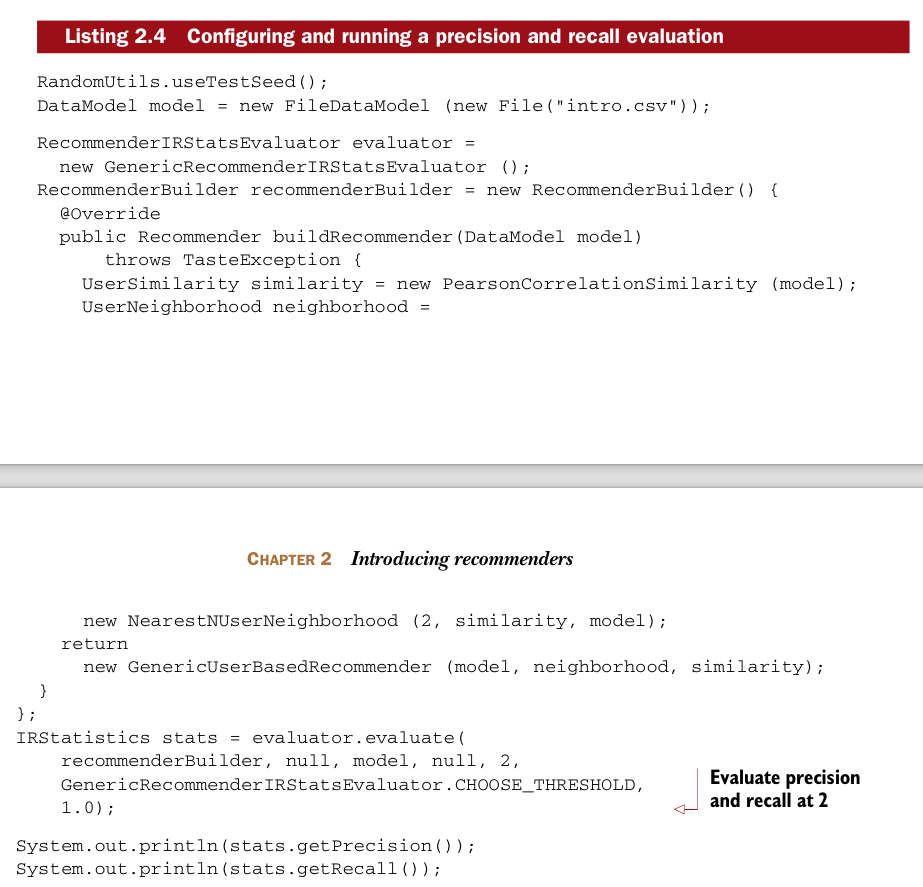 Listing 2.4 Configuring and running a precision and recall evaluation
RandomUtils.useTestSeed();
DataModel model = new FileDataModel (new File("intro.csv"));
RecommenderIRStatsEvaluator evaluator =
  new GenericRecommenderIRStatsEvaluator ();
RecommenderBuilder recommenderBuilder = new RecommenderBuilder() {
  @Override
  public Recommender buildRecommender(DataModel model)
      throws TasteException {
    UserSimilarity similarity = new PearsonCorrelationSimilarity (model);
    UserNeighborhood neighborhood =
CHAPTER 2 Introducing recommenders
      new NearestNUserNeighborhood (2, similarity, model);
    return
      new GenericUserBasedRecommender (model, neighborhood, similarity);
  }
};
IRStatistics stats = evaluator.evaluate(
    recommenderBuilder, null, model, null, 2,
    GenericRecommenderIRStatsEvaluator.CHOOSE_THRESHOLD,
    1.0);
Evaluate precision
and recall at 2
System.out.println(stats.getPrecision());
System.out.println(stats.getRecall());